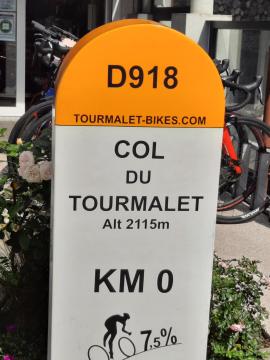 D918
TOURMALET-BIKES.COM
COL
DU
TOURMALET
Alt 2115m
KM 0
7,5%